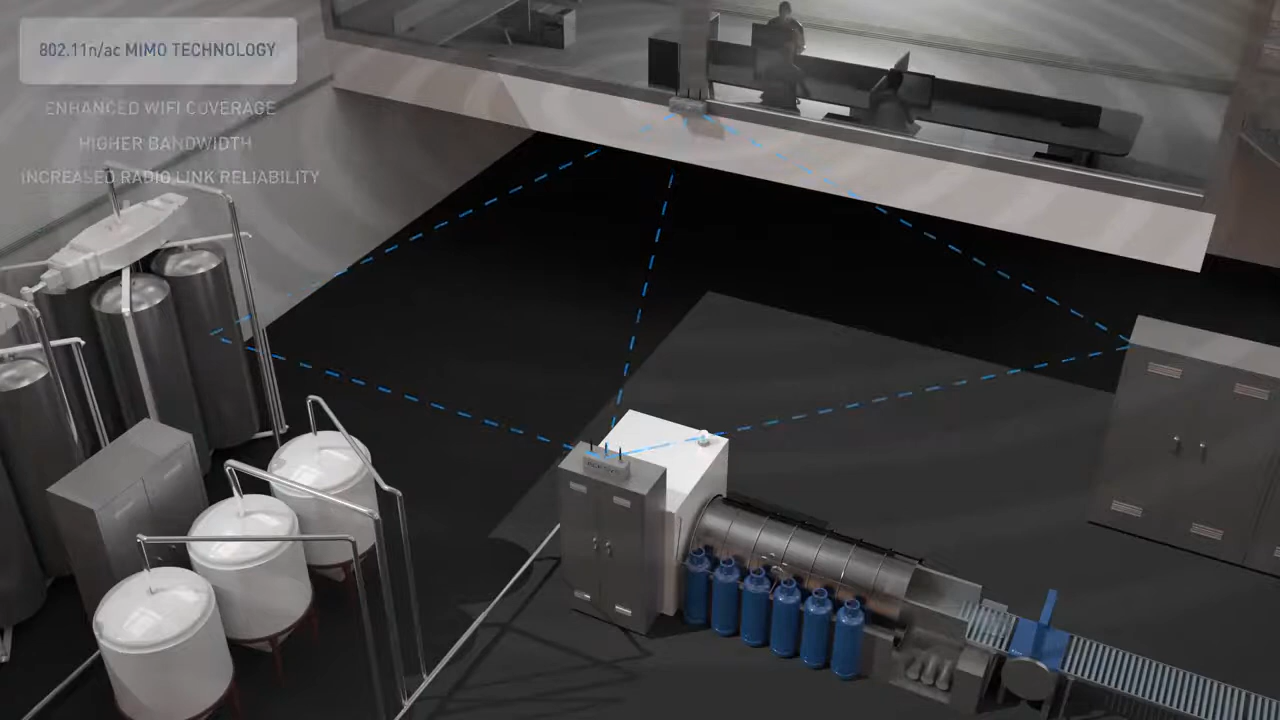 802.11n/ac MIMO TECHNOLOGY
ENHANCED WIFI COVERAGE
HIGHER BANDWIDTH
INCREASED RADIO LINK RELIABILITY